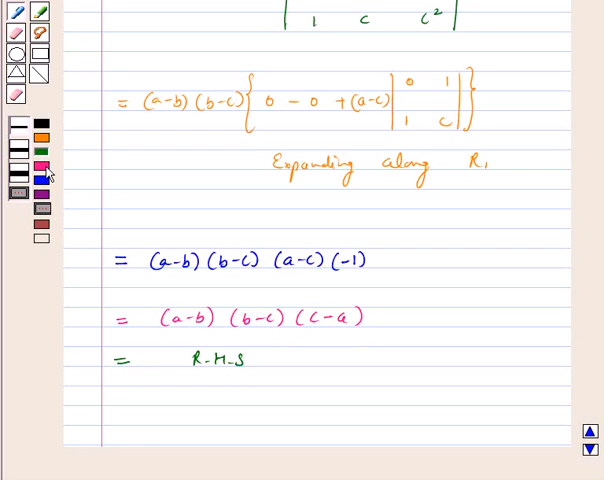 1 c c²
= (a-b) (b-c) { 0 - 0 + (a-c) | 0 1
1 c | }
Expanding along R₁
= (a-b) (b-c) (a-c) (-1)
= (a-b) (b-c) (c-a)
= R.H.S